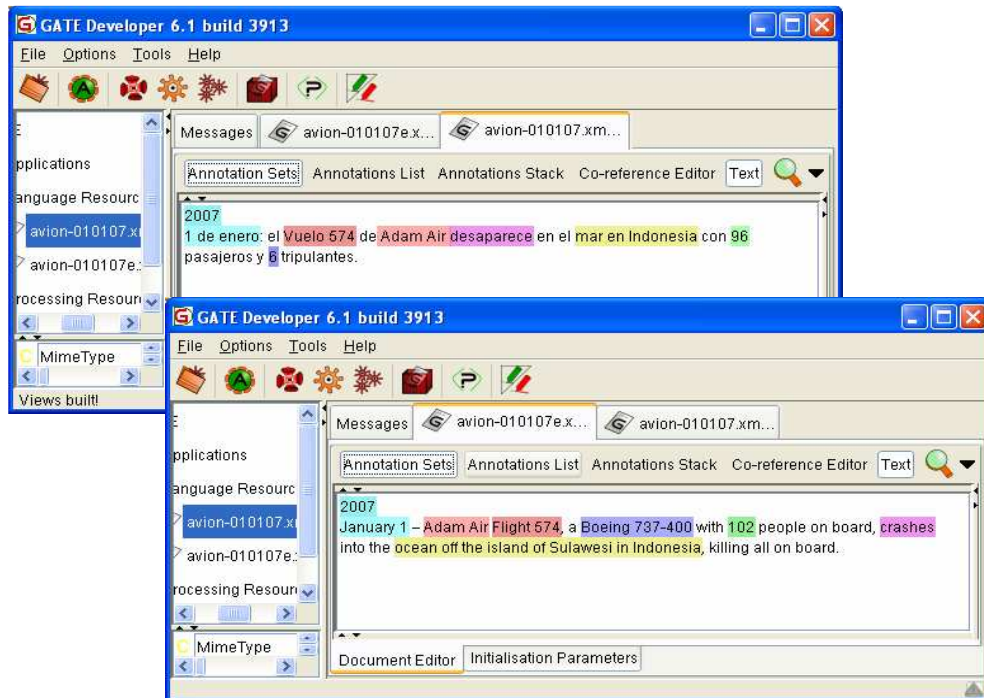 GATE Developer 6.1 build 3913
File Options Tools Help
Messages avion-010107e.x... avion-010107.xm...
pplications
Annotation Sets Annotations List Annotations Stack Co-reference Editor Text
anguage Resourc
avion-010107.x
avion-010107e.:
rocessing Resour
2007
1 de enero: el Vuelo 574 de Adam Air desaparece en el mar en Indonesia con 96
pasajeros y 6 tripulantes.
C MimeType
Views built!
GATE Developer 6.1 build 3913
File Options Tools Help
Messages avion-010107e.x... avion-010107.xm...
pplications
Annotation Sets Annotations List Annotations Stack Co-reference Editor Text
anguage Resourc
avion-010107.x
avion-010107e.:
rocessing Resour
2007
January 1 – Adam Air Flight 574, a Boeing 737-400 with 102 people on board, crashes
into the ocean off the island of Sulawesi in Indonesia, killing all on board.
C MimeType
Document Editor Initialisation Parameters